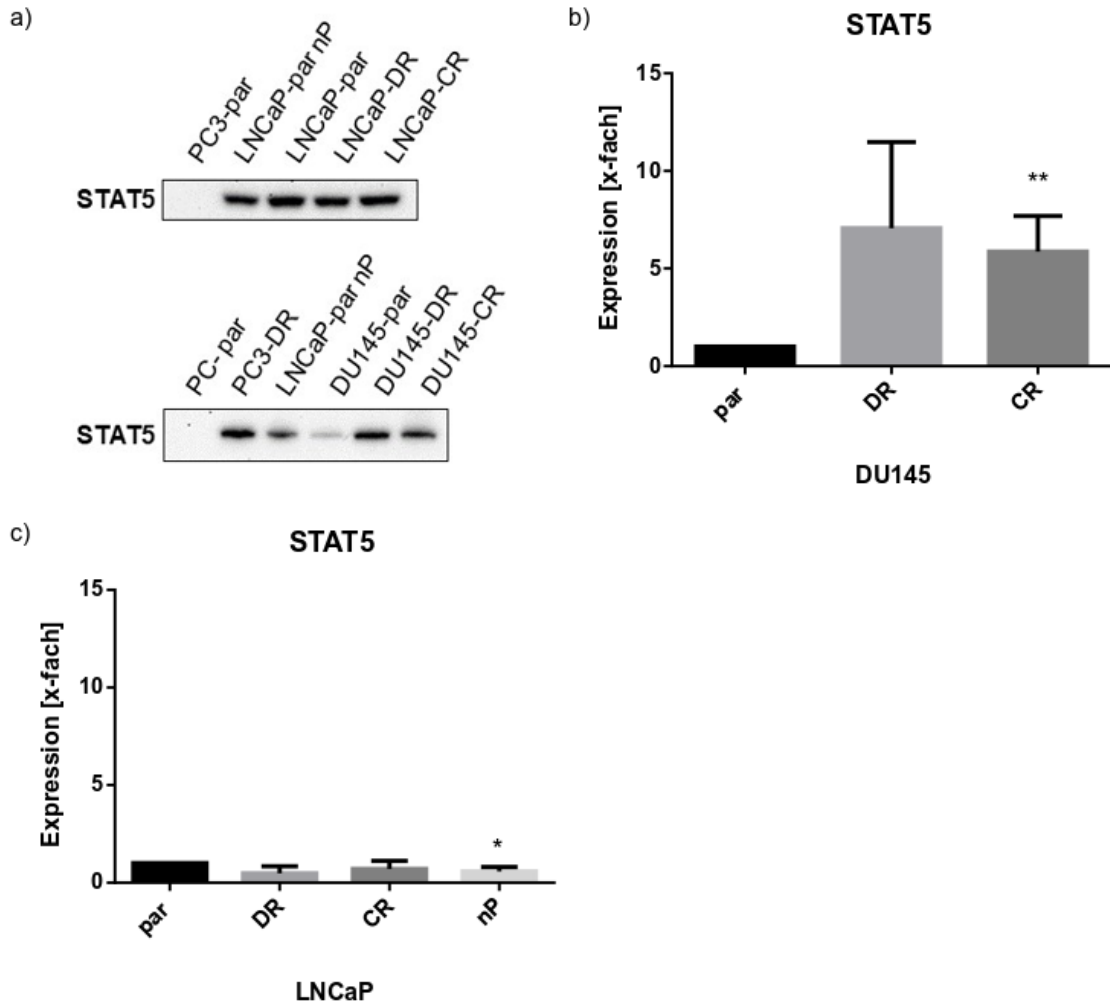 a)
PC3-par
LNCaP-par nP
LNCaP-par
LNCaP-DR
LNCaP-CR
STAT5
PC- par
PC3-DR
LNCaP-par nP
DU145-par
DU145-DR
DU145-CR
STAT5
b)
STAT5
Expression [x-fach]
15
10
5
0
**
par
DR
CR
DU145
c)
STAT5
Expression [x-fach]
15
10
5
0
*
par
DR
CR
nP
LNCaP